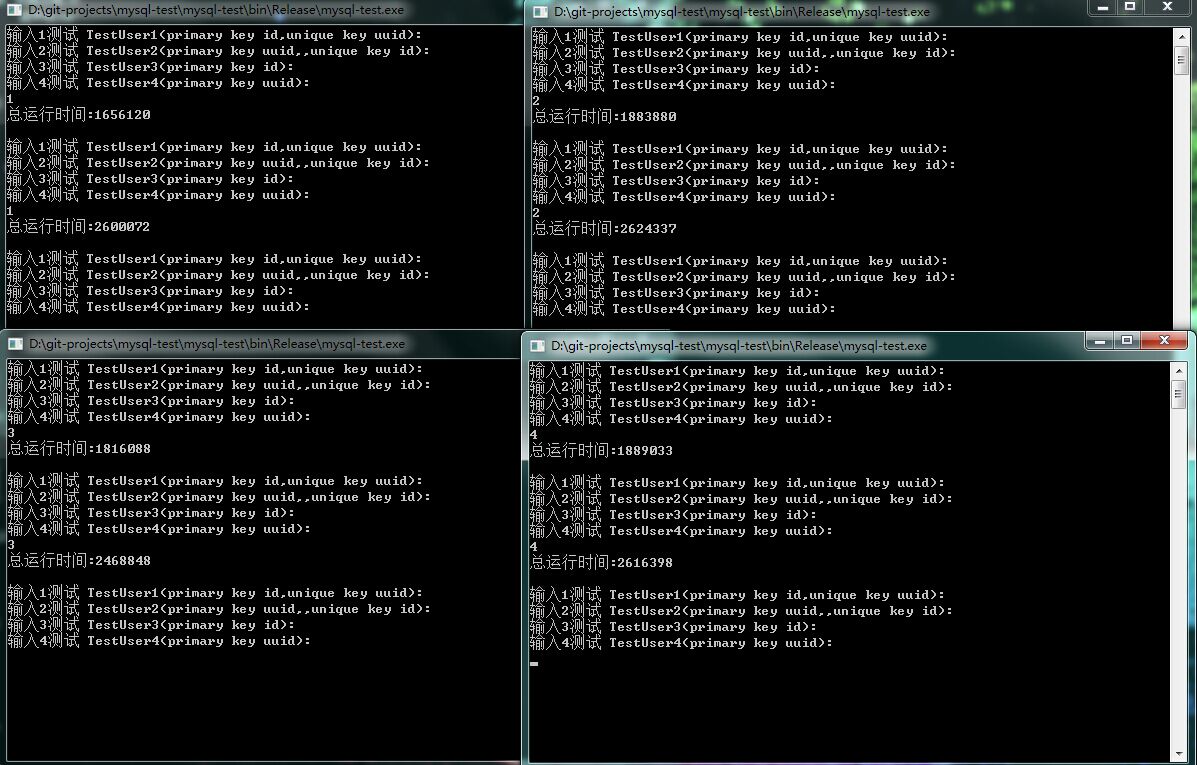 D:\git-projects\mysql-test\mysql-test\bin\Release\mysql-test.exe
输入1测试 TestUser1(primary key id,unique key uuid):
输入2测试 TestUser2(primary key uuid,,unique key id):
输入3测试 TestUser3(primary key id):
输入4测试 TestUser4(primary key uuid):
1
总运行时间:1656120
输入1测试 TestUser1(primary key id,unique key uuid):
输入2测试 TestUser2(primary key uuid,,unique key id):
输入3测试 TestUser3(primary key id):
输入4测试 TestUser4(primary key uuid):
1
总运行时间:2600072
输入1测试 TestUser1(primary key id,unique key uuid):
输入2测试 TestUser2(primary key uuid,,unique key id):
输入3测试 TestUser3(primary key id):
输入4测试 TestUser4(primary key uuid):
D:\git-projects\mysql-test\mysql-test\bin\Release\mysql-test.exe
输入1测试 TestUser1(primary key id,unique key uuid):
输入2测试 TestUser2(primary key uuid,,unique key id):
输入3测试 TestUser3(primary key id):
输入4测试 TestUser4(primary key uuid):
2
总运行时间:1883880
输入1测试 TestUser1(primary key id,unique key uuid):
输入2测试 TestUser2(primary key uuid,,unique key id):
输入3测试 TestUser3(primary key id):
输入4测试 TestUser4(primary key uuid):
2
总运行时间:2624337
输入1测试 TestUser1(primary key id,unique key uuid):
输入2测试 TestUser2(primary key uuid,,unique key id):
输入3测试 TestUser3(primary key id):
输入4测试 TestUser4(primary key uuid):
D:\git-projects\mysql-test\mysql-test\bin\Release\mysql-test.exe
输入1测试 TestUser1(primary key id,unique key uuid):
输入2测试 TestUser2(primary key uuid,,unique key id):
输入3测试 TestUser3(primary key id):
输入4测试 TestUser4(primary key uuid):
3
总运行时间:1816088
输入1测试 TestUser1(primary key id,unique key uuid):
输入2测试 TestUser2(primary key uuid,,unique key id):
输入3测试 TestUser3(primary key id):
输入4测试 TestUser4(primary key uuid):
3
总运行时间:2468848
输入1测试 TestUser1(primary key id,unique key uuid):
输入2测试 TestUser2(primary key uuid,,unique key id):
输入3测试 TestUser3(primary key id):
输入4测试 TestUser4(primary key uuid):
D:\git-projects\mysql-test\mysql-test\bin\Release\mysql-test.exe
输入1测试 TestUser1(primary key id,unique key uuid):
输入2测试 TestUser2(primary key uuid,,unique key id):
输入3测试 TestUser3(primary key id):
输入4测试 TestUser4(primary key uuid):
4
总运行时间:1889033
输入1测试 TestUser1(primary key id,unique key uuid):
输入2测试 TestUser2(primary key uuid,,unique key id):
输入3测试 TestUser3(primary key id):
输入4测试 TestUser4(primary key uuid):
4
总运行时间:2616398
输入1测试 TestUser1(primary key id,unique key uuid):
输入2测试 TestUser2(primary key uuid,,unique key id):
输入3测试 TestUser3(primary key id):
输入4测试 TestUser4(primary key uuid):